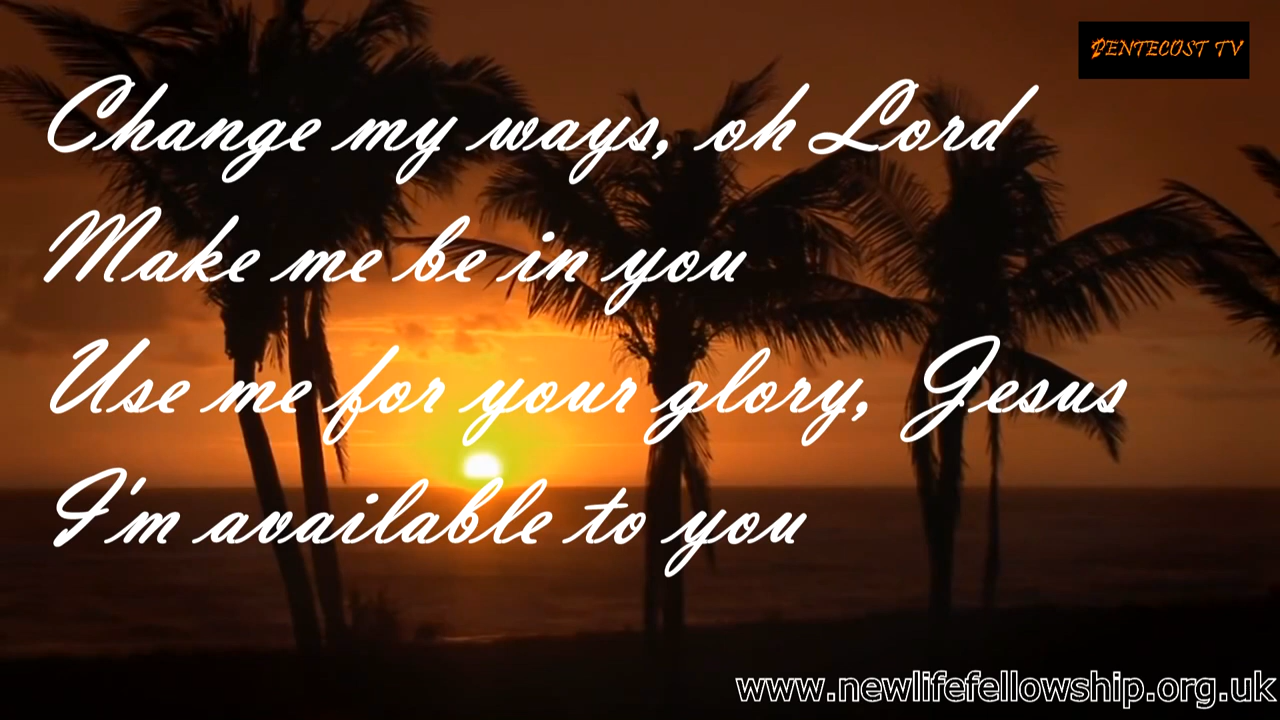 PENTECOST TV
Change my ways, oh Lord
Make me be in you
Use me for your glory, Jesus
I'm available to you
www.newlifefellowship.org.uk